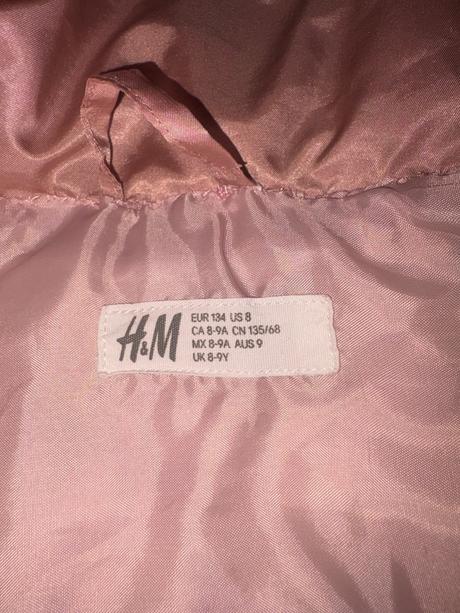 H&M
EUR 134 US 8
CA 8-9A CN 135/68
MX 8-9A AUS 9
UK 8-9Y